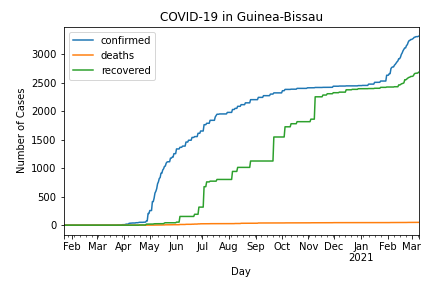 COVID-19 in Guinea-Bissau
confirmed
deaths
recovered
Number of Cases
3000
2500
2000
1500
1000
500
0
Feb Mar Apr May Jun Jul Aug Sep Oct Nov Dec Jan Feb Mar
2021
Day